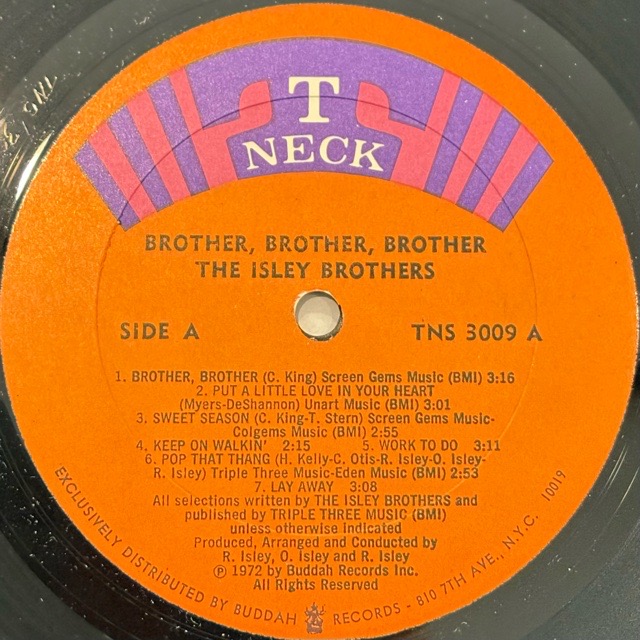 T
NECK
BROTHER, BROTHER, BROTHER
THE ISLEY BROTHERS
SIDE A
TNS 3009 A
1. BROTHER, BROTHER (C. King) Screen Gems Music (BMI) 3:16
2. PUT A LITTLE LOVE IN YOUR HEART
(Myers-DeShannon) Unart Music (BMI) 3:01
3. SWEET SEASON (C. King-T. Stern) Screen Gems Music-
Colgems Music (BMI) 2:55
4. KEEP ON WALKIN' 2:15 5. WORK TO DO 3:11
6. POP THAT THANG (H. Kelly-C. Otis-R. Isley-O. Isley-
R. Isley) Triple Three Music-Eden Music (BMI) 2:53
7. LAY AWAY 3:08
All selections written by THE ISLEY BROTHERS and
published by TRIPLE THREE MUSIC (BMI)
unless otherwise indicated
Produced, Arranged and Conducted by
R. Isley, O. Isley and R. Isley
℗ 1972 by Buddah Records Inc.
All Rights Reserved
EXCLUSIVELY DISTRIBUTED BY BUDDAH RECORDS - 810 7TH AVE., N.Y.C. 10019